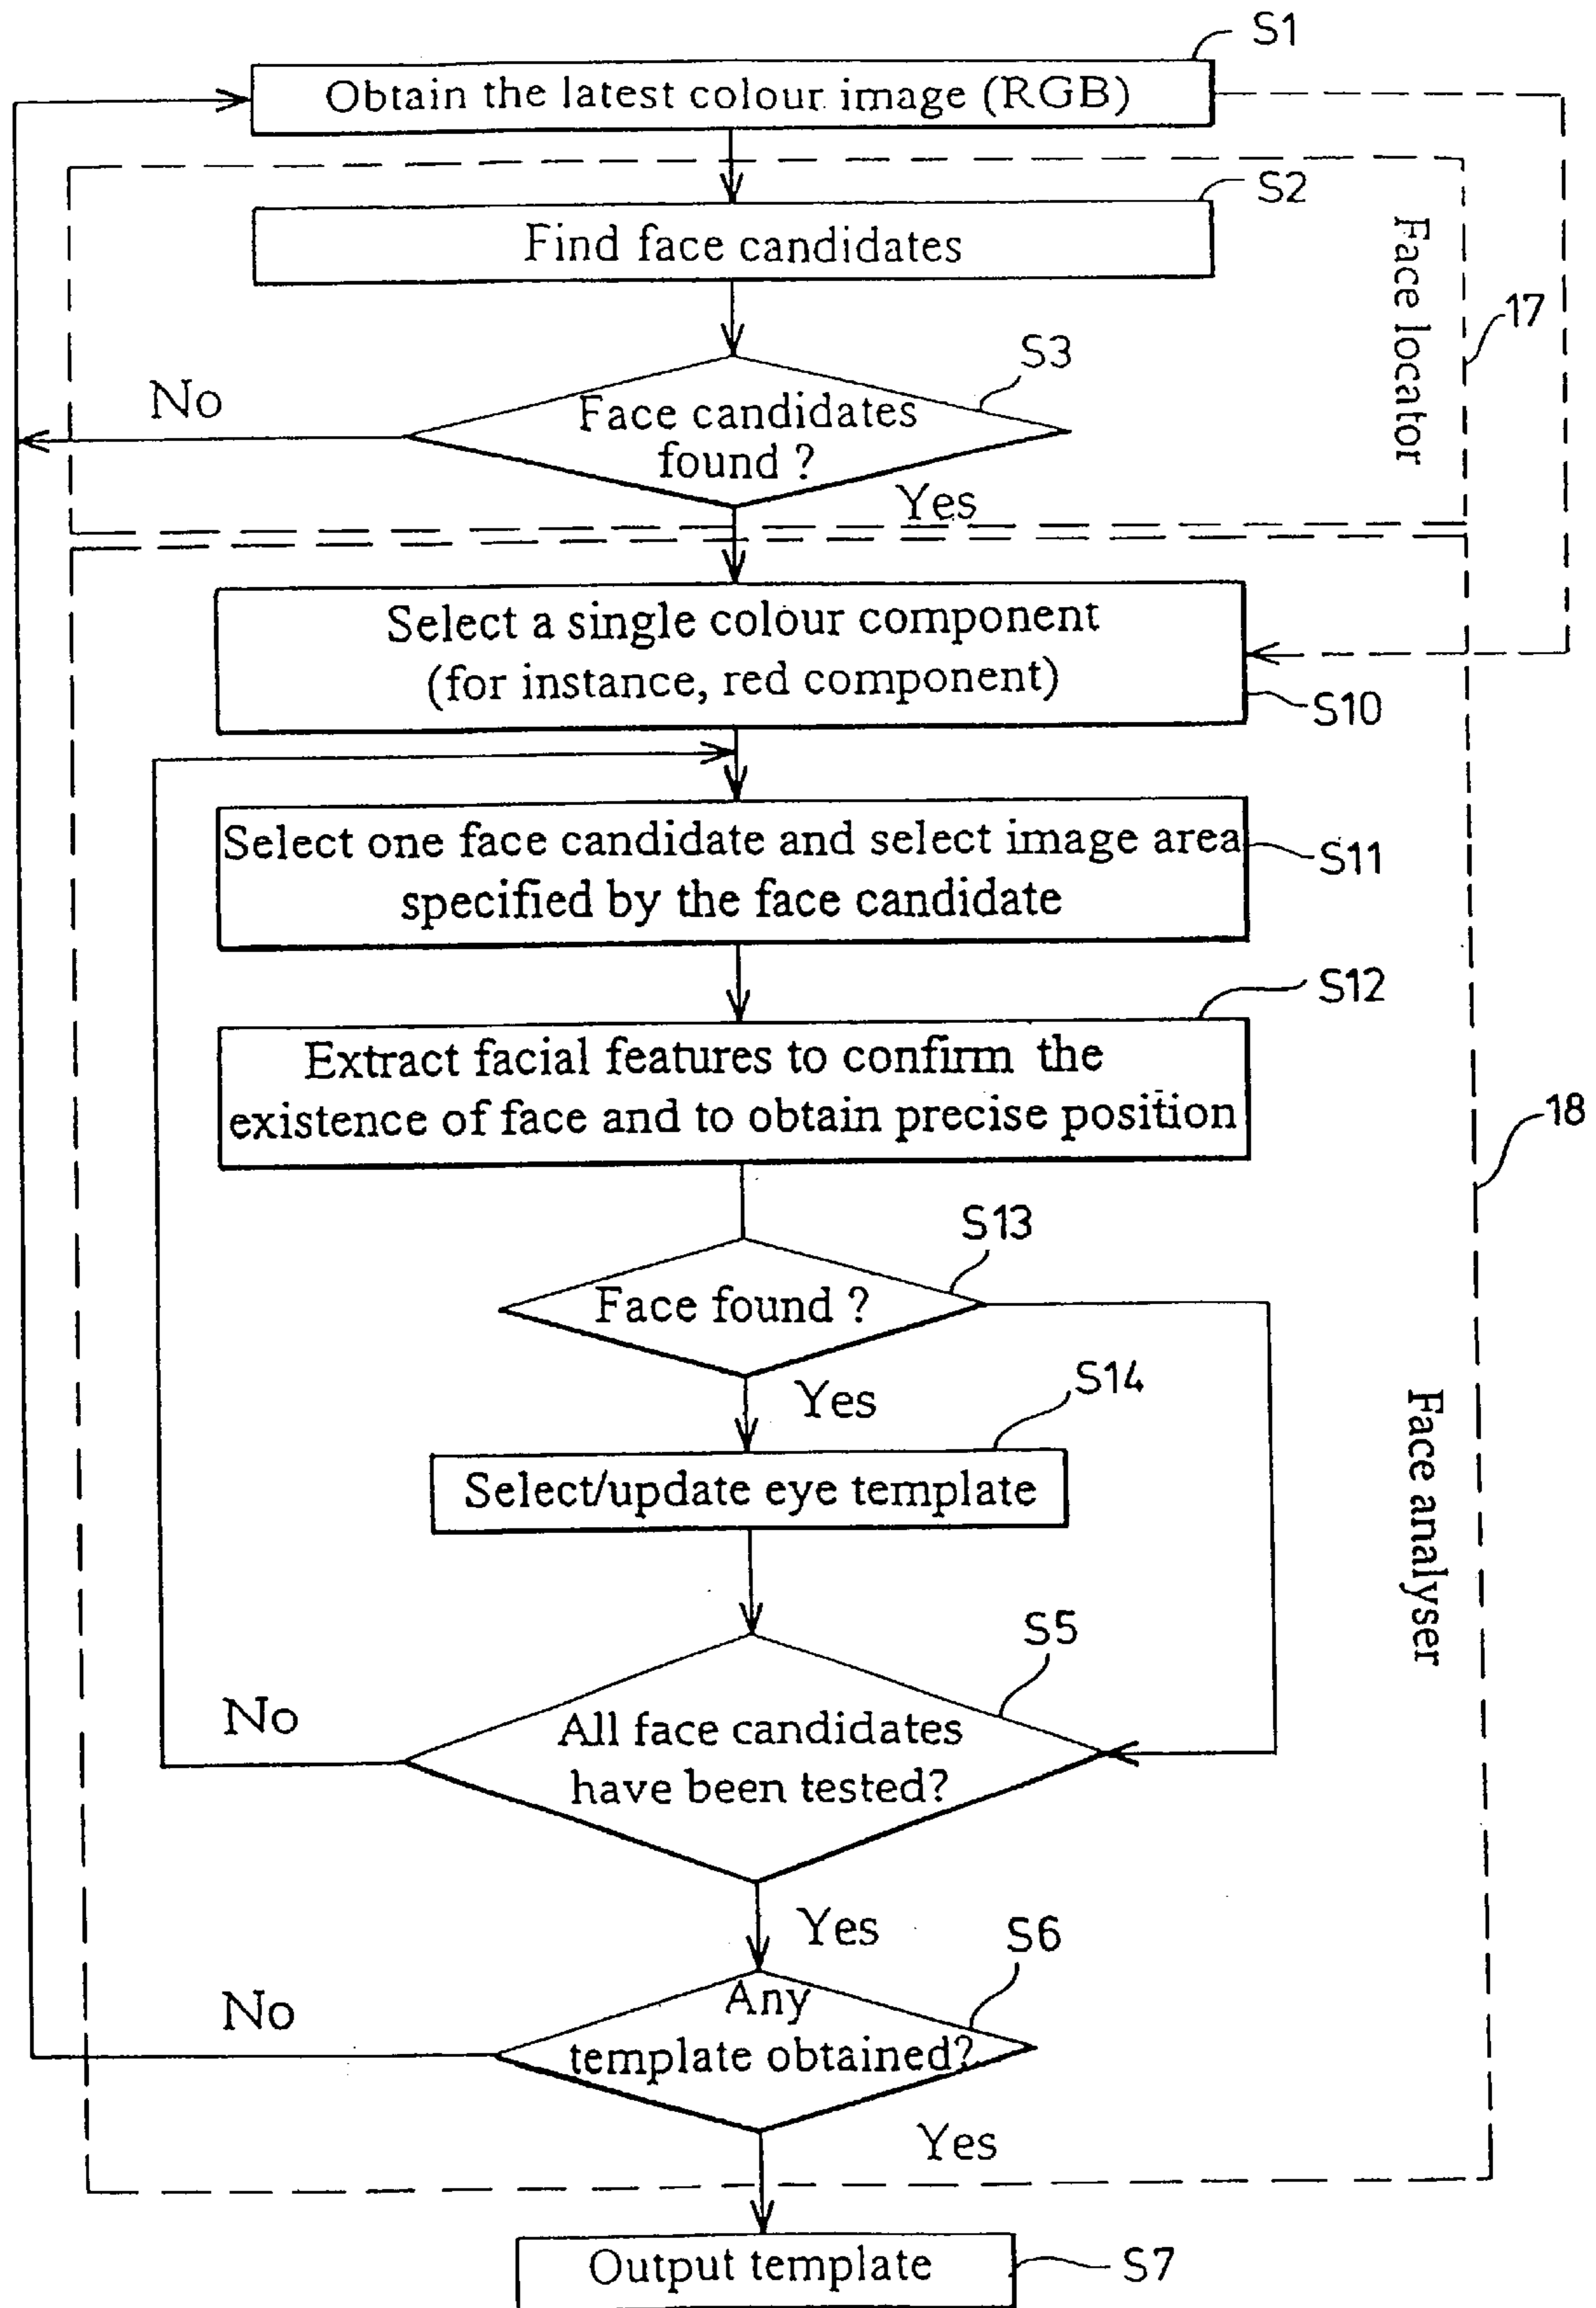 S1
Obtain the latest colour image (RGB)
S2
Find face candidates
Face locator
17
S3
Face candidates
found ?
No
Yes
Select a single colour component
(for instance, red component)
S10
Select one face candidate and select image area
specified by the face candidate
S11
S12
Extract facial features to confirm the
existence of face and to obtain precise position
18
S13
Face found ?
Yes
S14
Select/update eye template
Face analyser
S5
All face candidates
have been tested?
No
Yes
S6
Any
template obtained?
No
Yes
Output template
S7